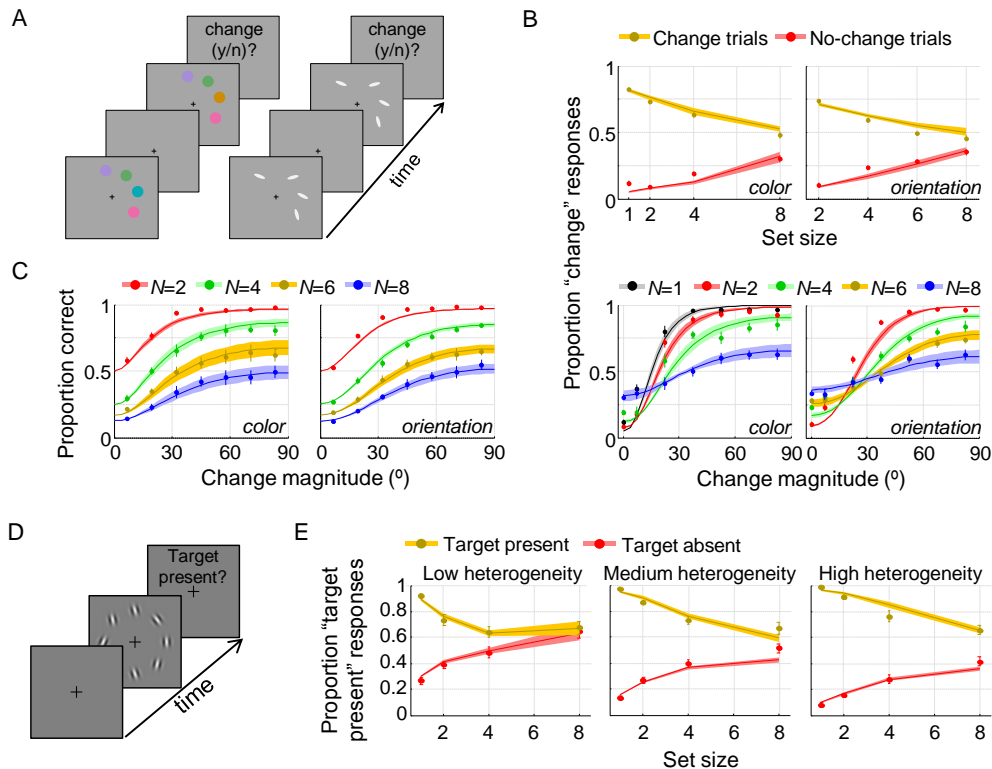 A
change
(y/n)?
change
(y/n)?
time
B
Change trials
No-change trials
Proportion “change” responses
1
0.5
0
color
orientation
1
2
4
8
2
4
6
8
Set size
N=1
N=2
N=4
N=6
N=8
1
0.5
0
color
orientation
0
30
60
90
0
30
60
90
Change magnitude (º)
C
N=2
N=4
N=6
N=8
Proportion correct
1
0.5
0
color
orientation
0
30
60
90
0
30
60
90
Change magnitude (º)
D
Target
present?
time
E
Target present
Target absent
Low heterogeneity
Medium heterogeneity
High heterogeneity
Proportion “target
present” responses
1
0.8
0.6
0.4
0.2
0
2
4
6
8
2
4
6
8
2
4
6
8
Set size